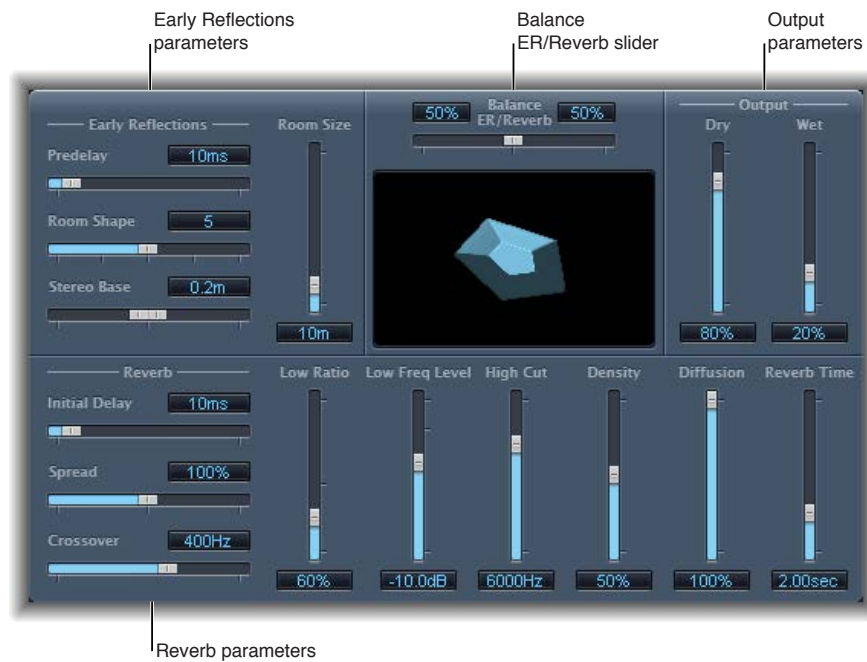 Early Reflections
parameters
Balance
ER/Reverb slider
Output
parameters
Early Reflections
Predelay 10ms
Room Shape 5
Stereo Base 0.2m
Room Size
10m
50% Balance ER/Reverb 50%
Output
Dry Wet
80% 20%
Reverb
Initial Delay 10ms
Spread 100%
Crossover 400Hz
Low Ratio Low Freq Level High Cut Density Diffusion Reverb Time
60% -10.0dB 6000Hz 50% 100% 2.00sec
Reverb parameters